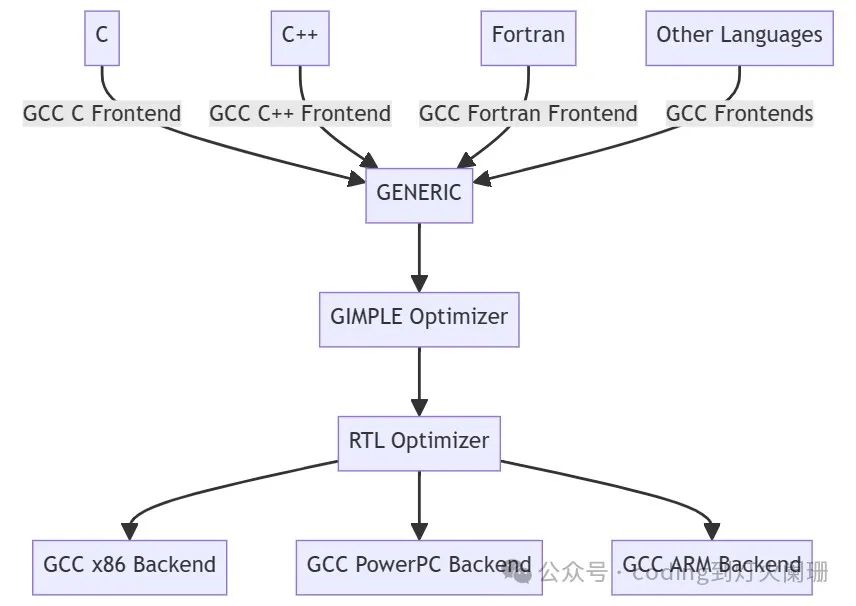 C
C++
Fortran
Other Languages
GCC C Frontend
GCC C++ Frontend
GCC Fortran Frontend
GCC Frontends
GENERIC
GIMPLE Optimizer
RTL Optimizer
GCC x86 Backend
GCC PowerPC Backend
GCC ARM Backend
公众号 · coding到灯火阑珊